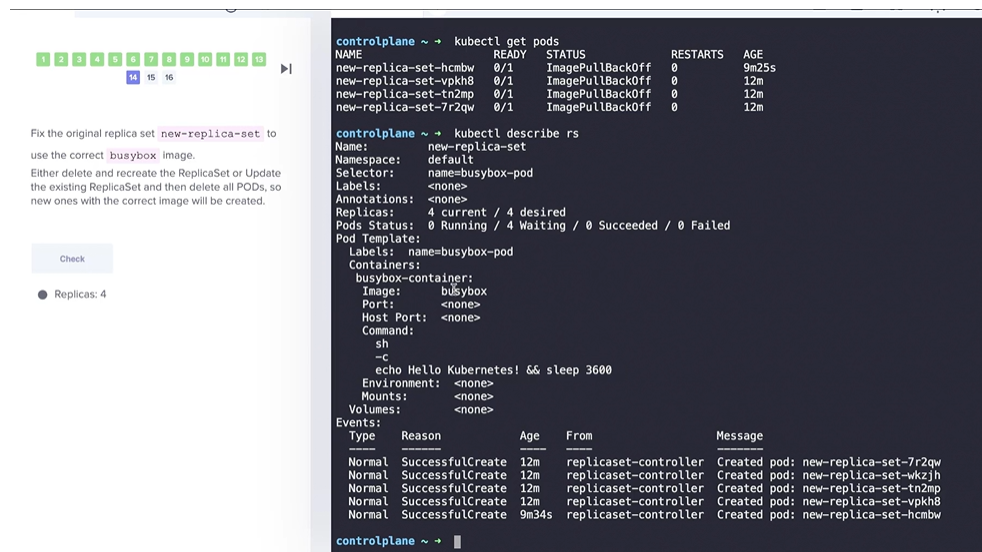 1 2 3 4 5 6 7 8 9 10 11 12 13
14 15 16
Fix the original replica set new-replica-set to
use the correct busybox image.
Either delete and recreate the ReplicaSet or Update
the existing ReplicaSet and then delete all PODs, so
new ones with the correct image will be created.
Check
Replicas: 4
controlplane ~ ➜ kubectl get pods
NAME READY STATUS RESTARTS AGE
new-replica-set-hcmbw 0/1 ImagePullBackOff 0 9m25s
new-replica-set-vpkh8 0/1 ImagePullBackOff 0 12m
new-replica-set-tn2mp 0/1 ImagePullBackOff 0 12m
new-replica-set-7r2qw 0/1 ImagePullBackOff 0 12m
controlplane ~ ➜ kubectl describe rs
Name: new-replica-set
Namespace: default
Selector: name=busybox-pod
Labels: <none>
Annotations: <none>
Replicas: 4 current / 4 desired
Pods Status: 0 Running / 4 Waiting / 0 Succeeded / 0 Failed
Pod Template:
Labels: name=busybox-pod
Containers:
busybox-container:
Image: busybox
Port: <none>
Host Port: <none>
Command:
sh
-c
echo Hello Kubernetes! && sleep 3600
Environment: <none>
Mounts: <none>
Volumes: <none>
Events:
Type Reason Age From Message
---- ------ ---- ---- -------
Normal SuccessfulCreate 12m replicaset-controller Created pod: new-replica-set-7r2qw
Normal SuccessfulCreate 12m replicaset-controller Created pod: new-replica-set-wkzjh
Normal SuccessfulCreate 12m replicaset-controller Created pod: new-replica-set-tn2mp
Normal SuccessfulCreate 12m replicaset-controller Created pod: new-replica-set-vpkh8
Normal SuccessfulCreate 9m34s replicaset-controller Created pod: new-replica-set-hcmbw
controlplane ~ ➜